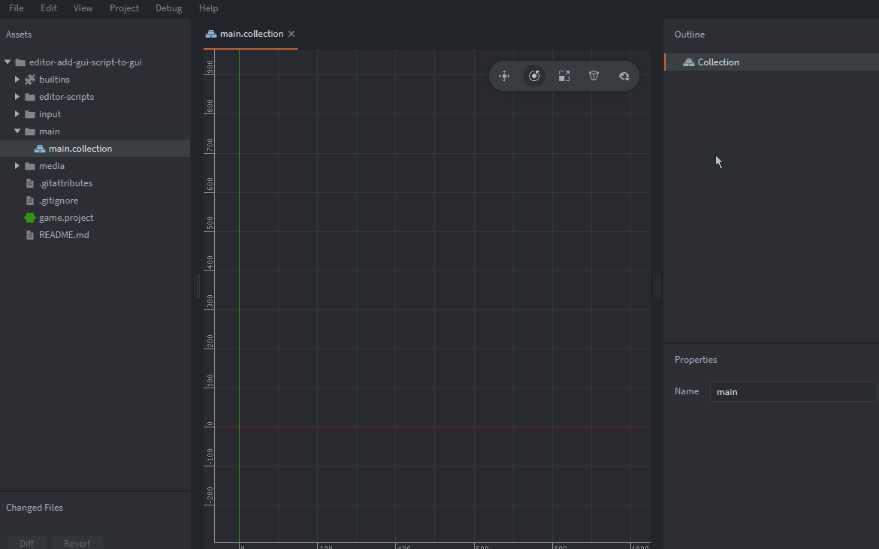 File Edit View Project Debug Help
Assets
editor-add-gui-script-to-gui
builtins
editor-scripts
input
main
main.collection
media
.gitattributes
.gitignore
game.project
README.md
Changed Files
Diff Revert
main.collection
900
800
700
600
500
400
300
200
100
0
-100
-200
0 200 400 600 800 1000
Outline
Collection
Properties
Name main